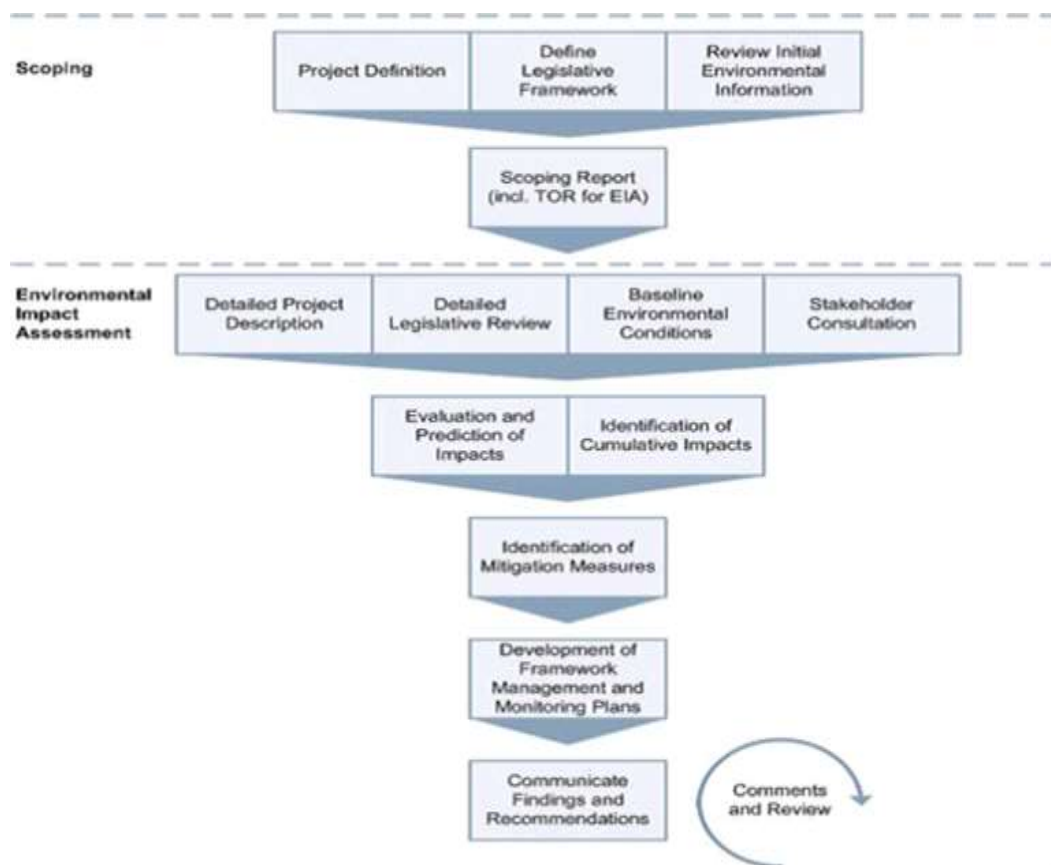 Scoping
Project Definition
Define
Legislative
Framework
Review Initial
Environmental
Information
Scoping Report
(incl. TOR for EIA)
Environmental
Impact
Assessment
Detailed Project
Description
Detailed
Legislative Review
Baseline
Environmental
Conditions
Stakeholder
Consultation
Evaluation and
Prediction of
Impacts
Identification of
Cumulative Impacts
Identification of
Mitigation Measures
Development of
Framework
Management and
Monitoring Plans
Communicate
Findings and
Recommendations
Comments
and Review